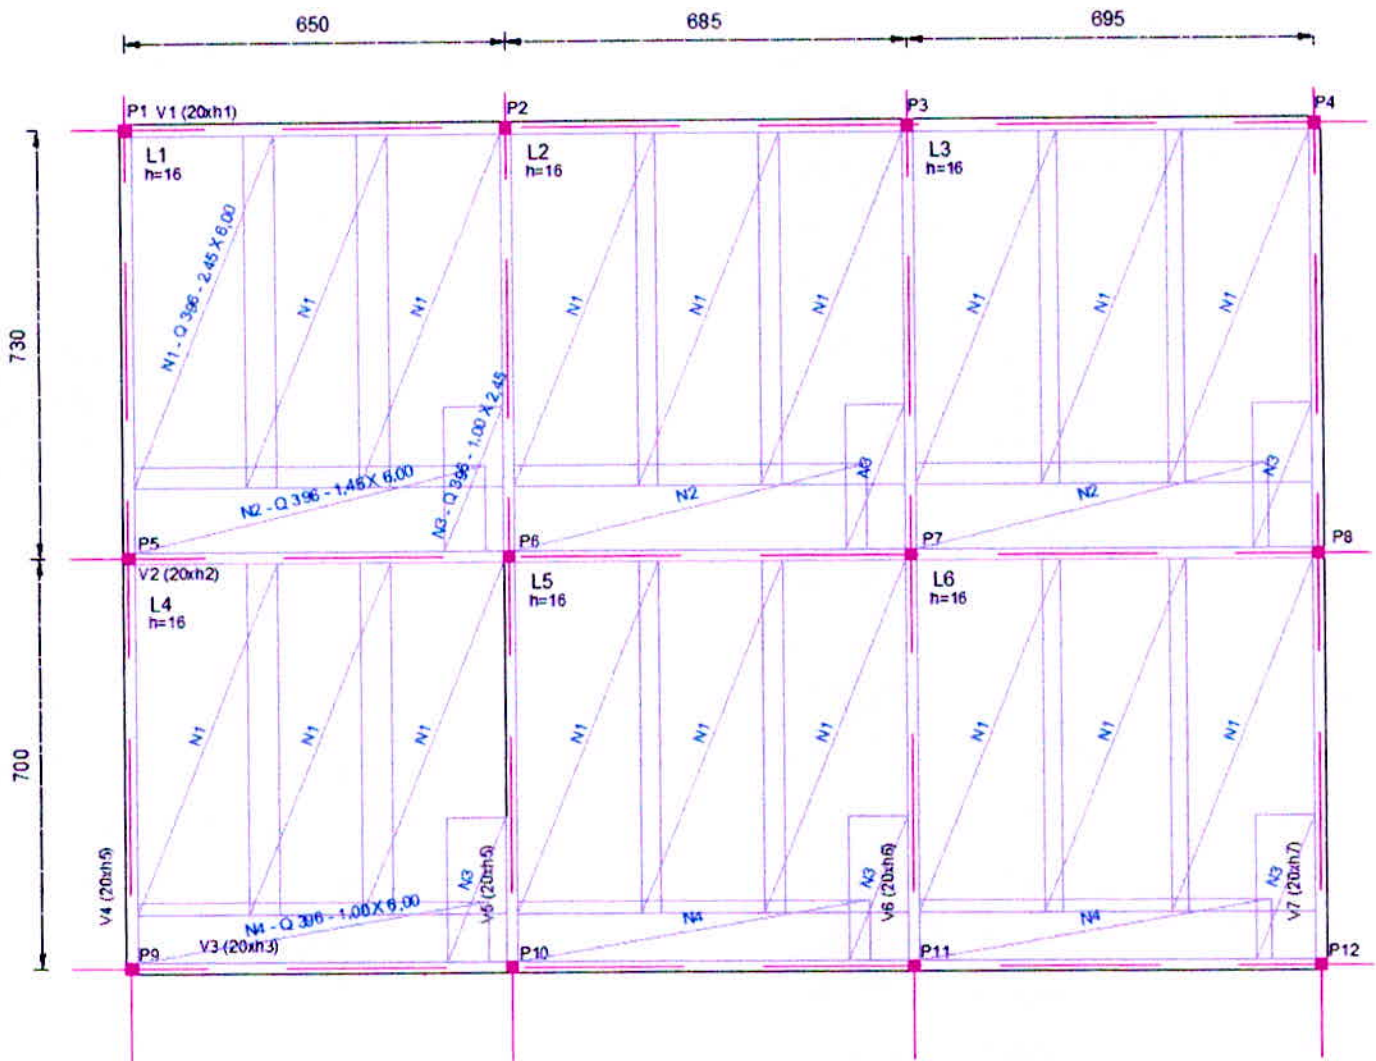 650
685
695
P1 V1 (20xh1)
P2
P3
P4
L1
h=16
L2
h=16
L3
h=16
N1 - Q 396 - 2,45 X 6,00
N1
N1
N1
N1
N1
N1
N1
N1
730
N2 - Q 396 - 1,45 X 6,00
N3 - Q 396 - 1,00 X 2,45
N2
N3
N2
N3
P5
P6
P7
P8
V2 (20xh2)
L4
h=16
L5
h=16
L6
h=16
N1
N1
N1
N1
N1
N1
N1
N1
N1
700
V4 (20xh5)
N4 - Q 396 - 1,00 X 6,00
N3
V5 (20xh5)
N4
N3
V6 (20xh6)
N4
N3
V7 (20xh7)
P9
V3 (20xh3)
P10
P11
P12